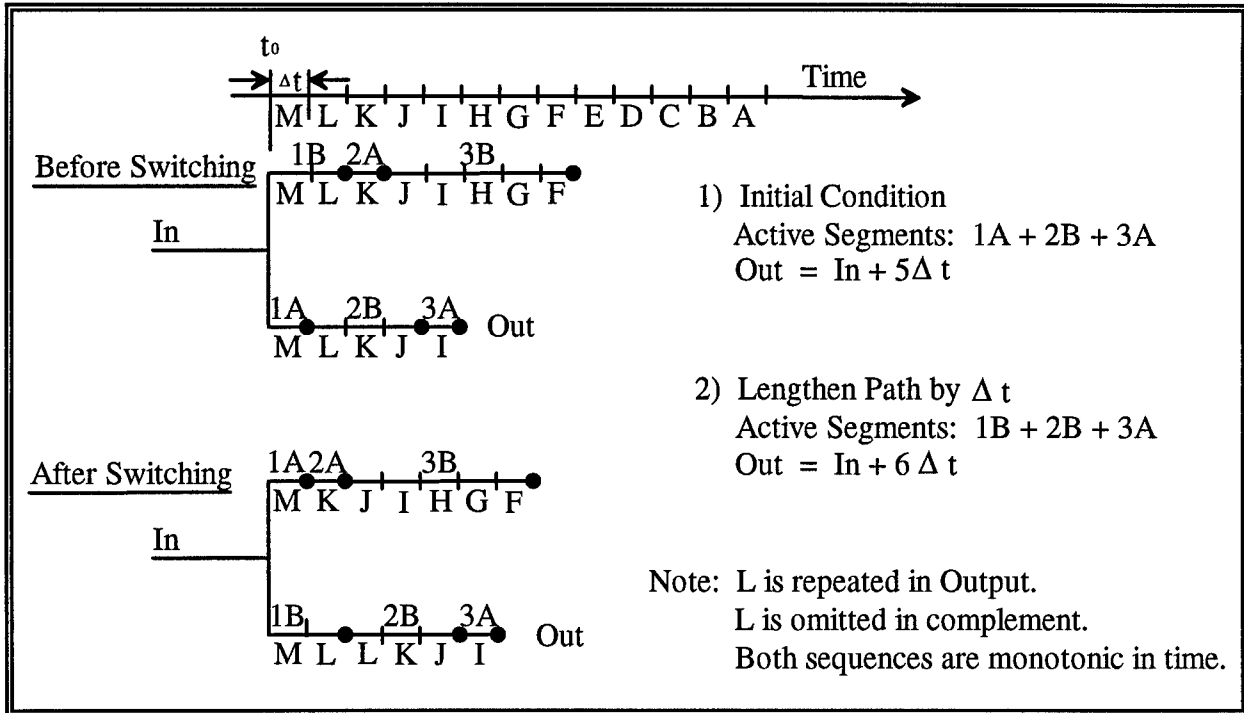 t0
Δt
Time
M L K J I H G F E D C B A
Before Switching
1B 2A 3B
M L K J I H G F
In
1A 2B 3A
Out
M L K J I
1) Initial Condition
Active Segments: 1A + 2B + 3A
Out = In + 5Δ t
2) Lengthen Path by Δ t
Active Segments: 1B + 2B + 3A
Out = In + 6 Δ t
After Switching
1A 2A 3B
M K J I H G F
In
1B 2B 3A
Out
M L L K J I
Note: L is repeated in Output.
L is omitted in complement.
Both sequences are monotonic in time.